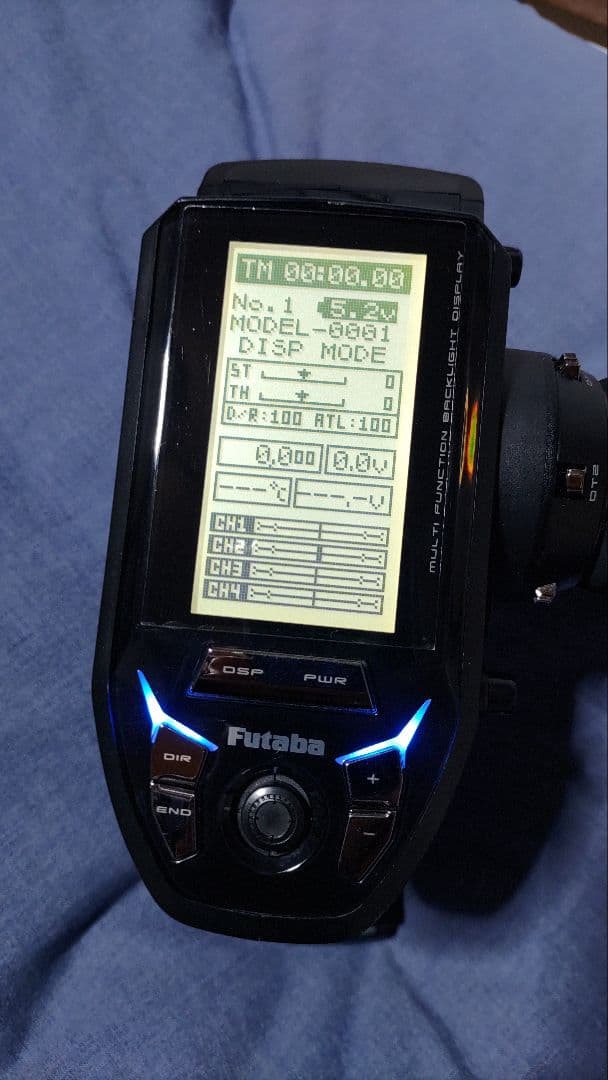 TM 00:00.00
No.1 5.2v
MODEL-0001
DISP MODE
ST 0
TH 0
D/R:100 ATL:100
0,000 0.0v
---℃ ---.-v
CH1
CH2
CH3
CH4
MULTI FUNCTION BACKLIGHT DISPLAY
DT2
DSP PWR
Futaba
DIR +
END -